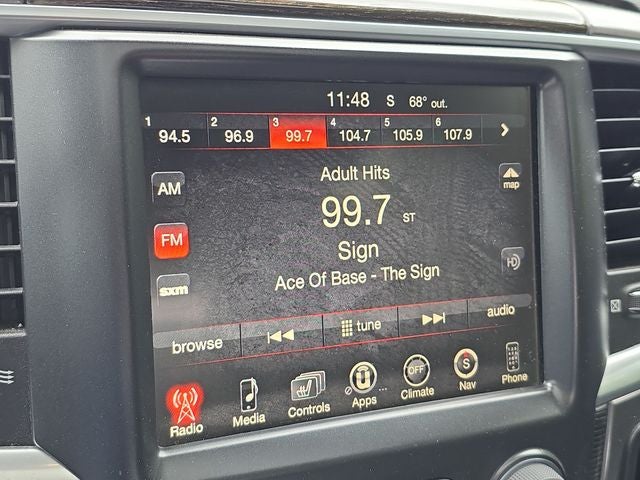 11:48 S 68° out.
1 2 3 4 5 6
94.5 96.9 99.7 104.7 105.9 107.9
Adult Hits
AM
map
99.7 ST
FM
Sign
HD
Ace Of Base - The Sign
sxm
browse tune audio
OFF S
Radio Media Controls Apps Climate Nav Phone